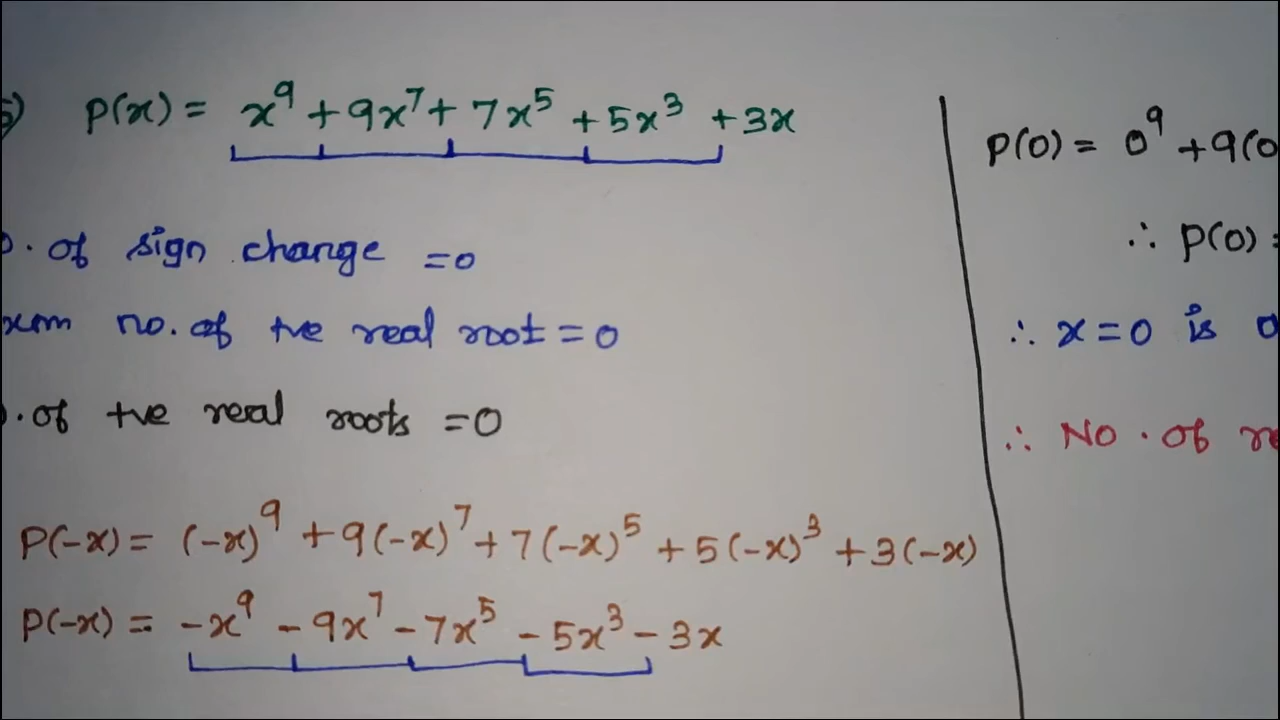 5) P(x) = x⁹ + 9x⁷ + 7x⁵ + 5x³ + 3x
. of sign change = 0
xm no. of +ve real root = 0
. of +ve real roots = 0
P(-x) = (-x)⁹ + 9(-x)⁷ + 7(-x)⁵ + 5(-x)³ + 3(-x)
P(-x) = -x⁹ - 9x⁷ - 7x⁵ - 5x³ - 3x
P(0) = 0⁹ + 9(0
∴ P(0) =
∴ x = 0 is
∴ No. of